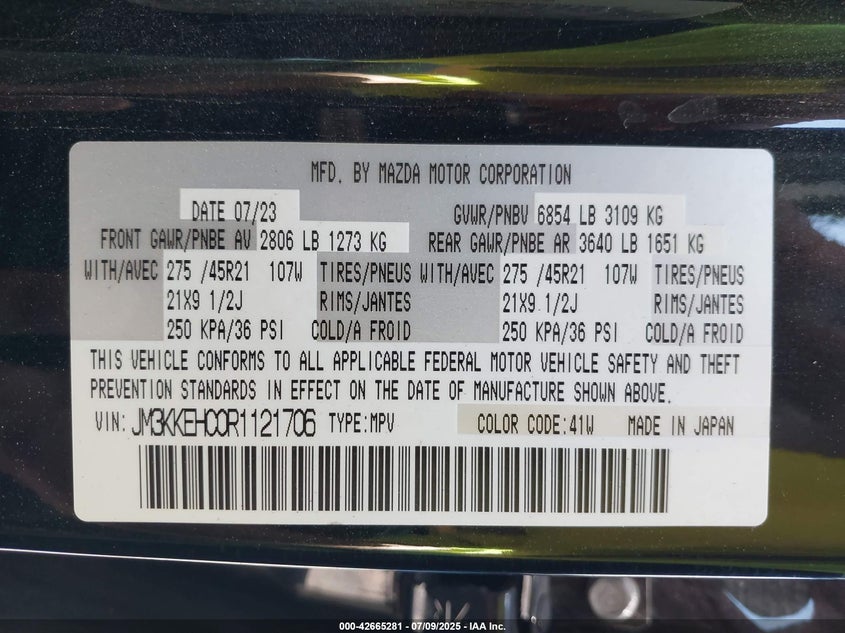 MFD. BY MAZDA MOTOR CORPORATION
DATE 07/23 GVWR/PNBV 6854 LB 3109 KG
FRONT GAWR/PNBE AV 2806 LB 1273 KG REAR GAWR/PNBE AR 3640 LB 1651 KG
WITH/AVEC 275 /45R21 107W TIRES/PNEUS WITH/AVEC 275 /45R21 107W TIRES/PNEUS
21X9 1/2J RIMS/JANTES 21X9 1/2J RIMS/JANTES
250 KPA/36 PSI COLD/A FROID 250 KPA/36 PSI COLD/A FROID
THIS VEHICLE CONFORMS TO ALL APPLICABLE FEDERAL MOTOR VEHICLE SAFETY AND THEFT
PREVENTION STANDARDS IN EFFECT ON THE DATE OF MANUFACTURE SHOWN ABOVE.
VIN: JM3KKEHC0R1121706 TYPE:MPV COLOR CODE:41W MADE IN JAPAN
000-42665281 - 07/09/2025 - IAA Inc.